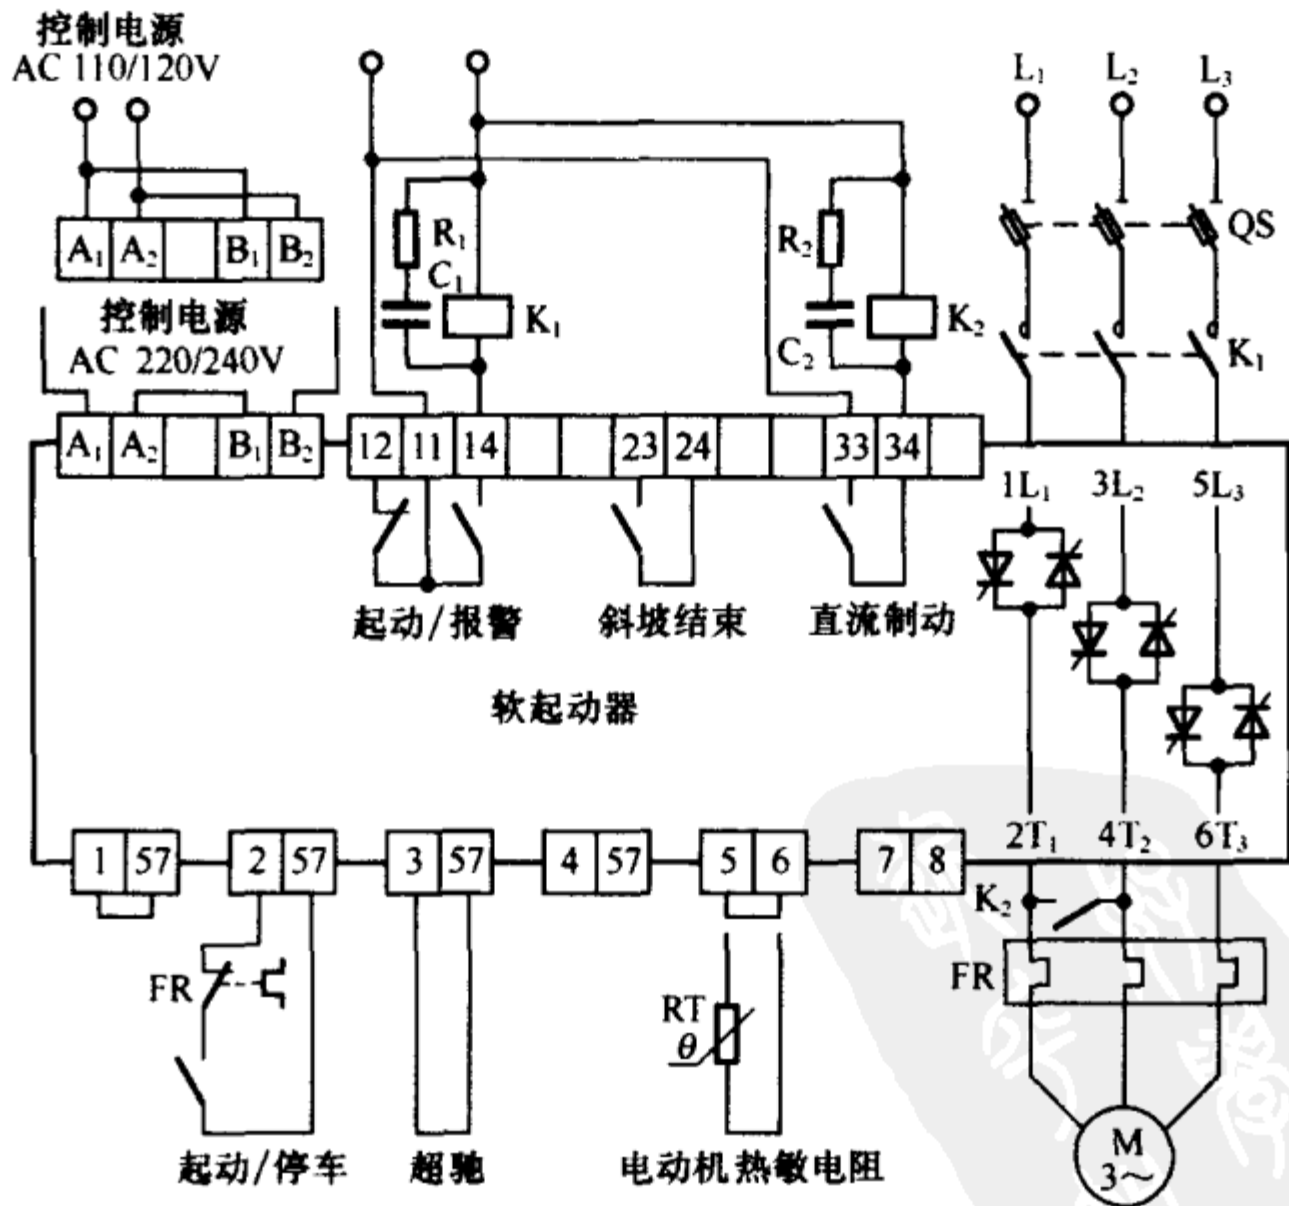 控制电源
AC 110/120V
A₁ A₂ B₁ B₂
控制电源
AC 220/240V
A₁ A₂ B₁ B₂
R₁
C₁
K₁
R₂
C₂
K₂
L₁ L₂ L₃
QS
K₁
12 11 14 23 24 33 34
1L₁ 3L₂ 5L₃
起动/报警 斜坡结束 直流制动
软起动器
2T₁ 4T₂ 6T₃
1 57 2 57 3 57 4 57 5 6 7 8
K₂
FR
FR
RT
θ
M
3～
起动/停车 超驰 电动机热敏电阻